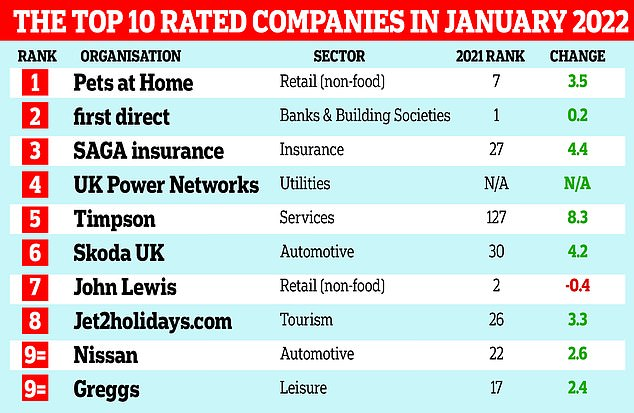 THE TOP 10 RATED COMPANIES IN JANUARY 2022
RANK ORGANISATION SECTOR 2021 RANK CHANGE
1 Pets at Home Retail (non-food) 7 3.5
2 first direct Banks & Building Societies 1 0.2
3 SAGA insurance Insurance 27 4.4
4 UK Power Networks Utilities N/A N/A
5 Timpson Services 127 8.3
6 Skoda UK Automotive 30 4.2
7 John Lewis Retail (non-food) 2 -0.4
8 Jet2holidays.com Tourism 26 3.3
9= Nissan Automotive 22 2.6
9= Greggs Leisure 17 2.4